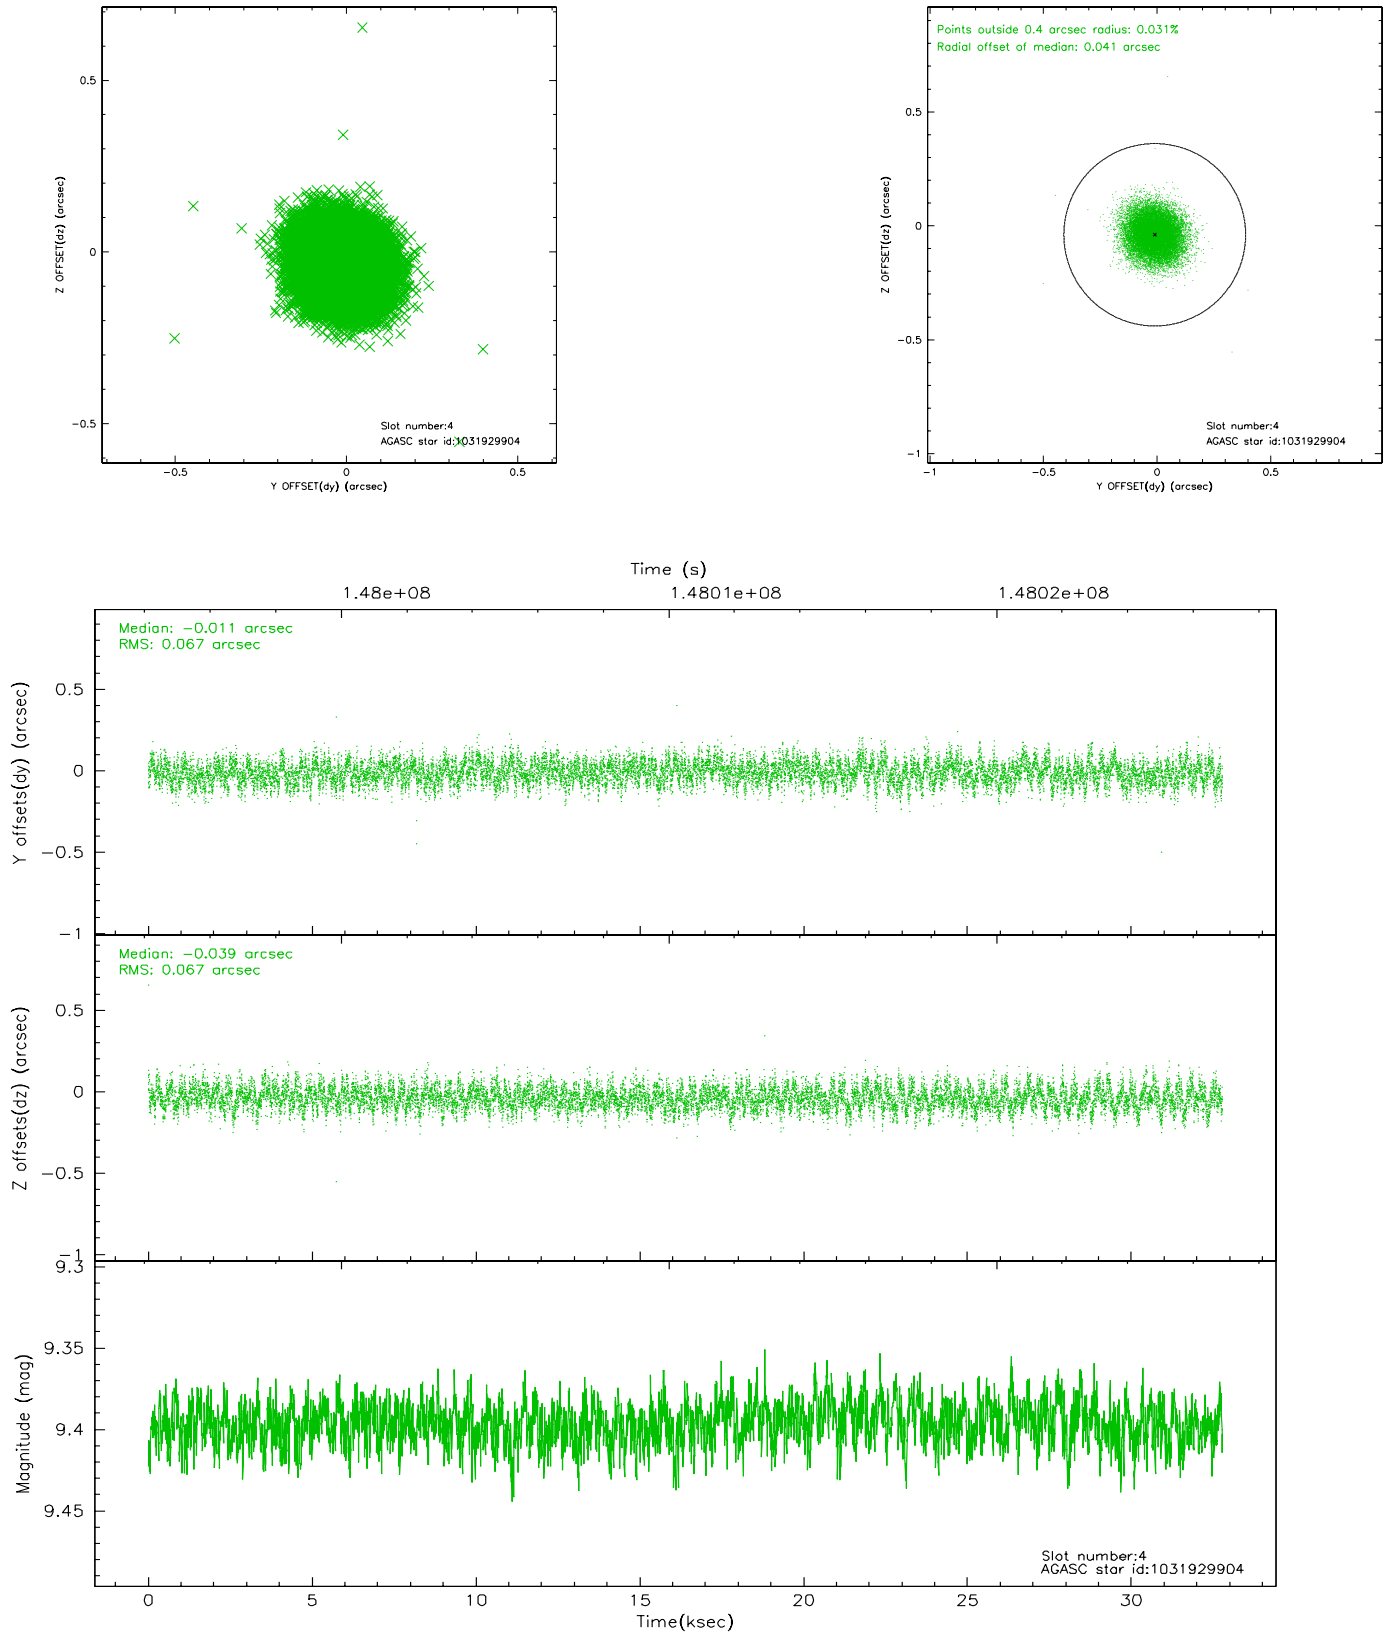 0.5
0
−0.5
Z OFFSET(dz) (arcsec)
Slot number:4
AGASC star id:1031929904
−0.5
0
0.5
Y OFFSET(dy) (arcsec)
Points outside 0.4 arcsec radius: 0.031%
Radial offset of median: 0.041 arcsec
0.5
0
−0.5
−1
Z OFFSET(dz) (arcsec)
Slot number:4
AGASC star id:1031929904
−1
−0.5
0
0.5
Y OFFSET(dy) (arcsec)
Time (s)
1.48e+08
1.4801e+08
1.4802e+08
Median: −0.011 arcsec
RMS: 0.067 arcsec
0.5
0
−0.5
−1
Y offsets(dy) (arcsec)
Median: −0.039 arcsec
RMS: 0.067 arcsec
0.5
0
−0.5
−1
Z offsets(dz) (arcsec)
9.3
9.35
9.4
9.45
Magnitude (mag)
Slot number:4
AGASC star id:1031929904
0
5
10
15
20
25
30
Time(ksec)